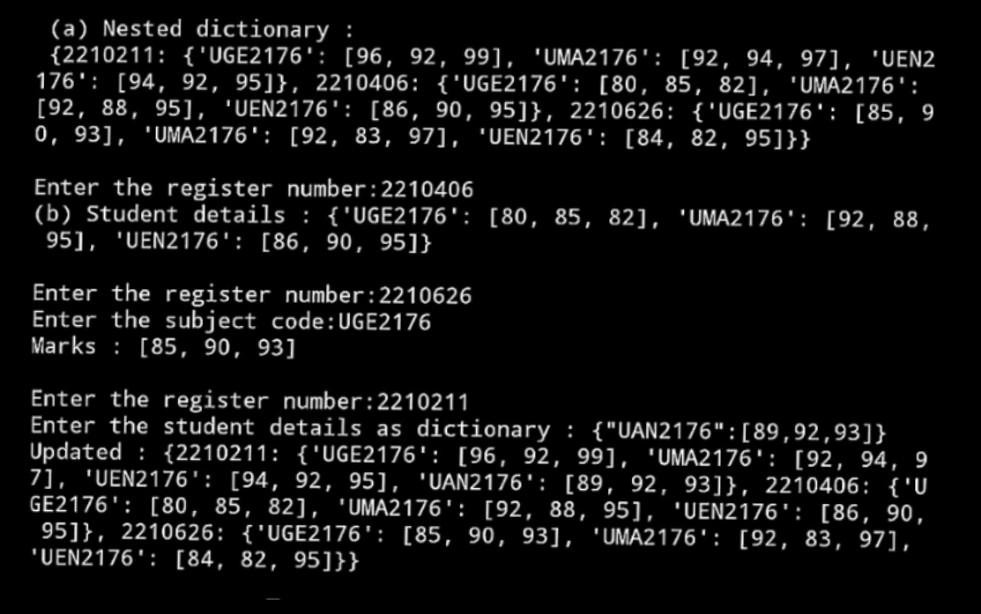 (a) Nested dictionary :
{2210211: {'UGE2176': [96, 92, 99], 'UMA2176': [92, 94, 97], 'UEN2
176': [94, 92, 95]}, 2210406: {'UGE2176': [80, 85, 82], 'UMA2176':
[92, 88, 95], 'UEN2176': [86, 90, 95]}, 2210626: {'UGE2176': [85, 9
0, 93], 'UMA2176': [92, 83, 97], 'UEN2176': [84, 82, 95]}}
Enter the register number:2210406
(b) Student details : {'UGE2176': [80, 85, 82], 'UMA2176': [92, 88,
95], 'UEN2176': [86, 90, 95]}
Enter the register number:2210626
Enter the subject code:UGE2176
Marks : [85, 90, 93]
Enter the register number:2210211
Enter the student details as dictionary : {"UAN2176":[89,92,93]}
Updated : {2210211: {'UGE2176': [96, 92, 99], 'UMA2176': [92, 94, 9
7], 'UEN2176': [94, 92, 95], 'UAN2176': [89, 92, 93]}, 2210406: {'U
GE2176': [80, 85, 82], 'UMA2176': [92, 88, 95], 'UEN2176': [86, 90,
95]}, 2210626: {'UGE2176': [85, 90, 93], 'UMA2176': [92, 83, 97],
'UEN2176': [84, 82, 95]}}